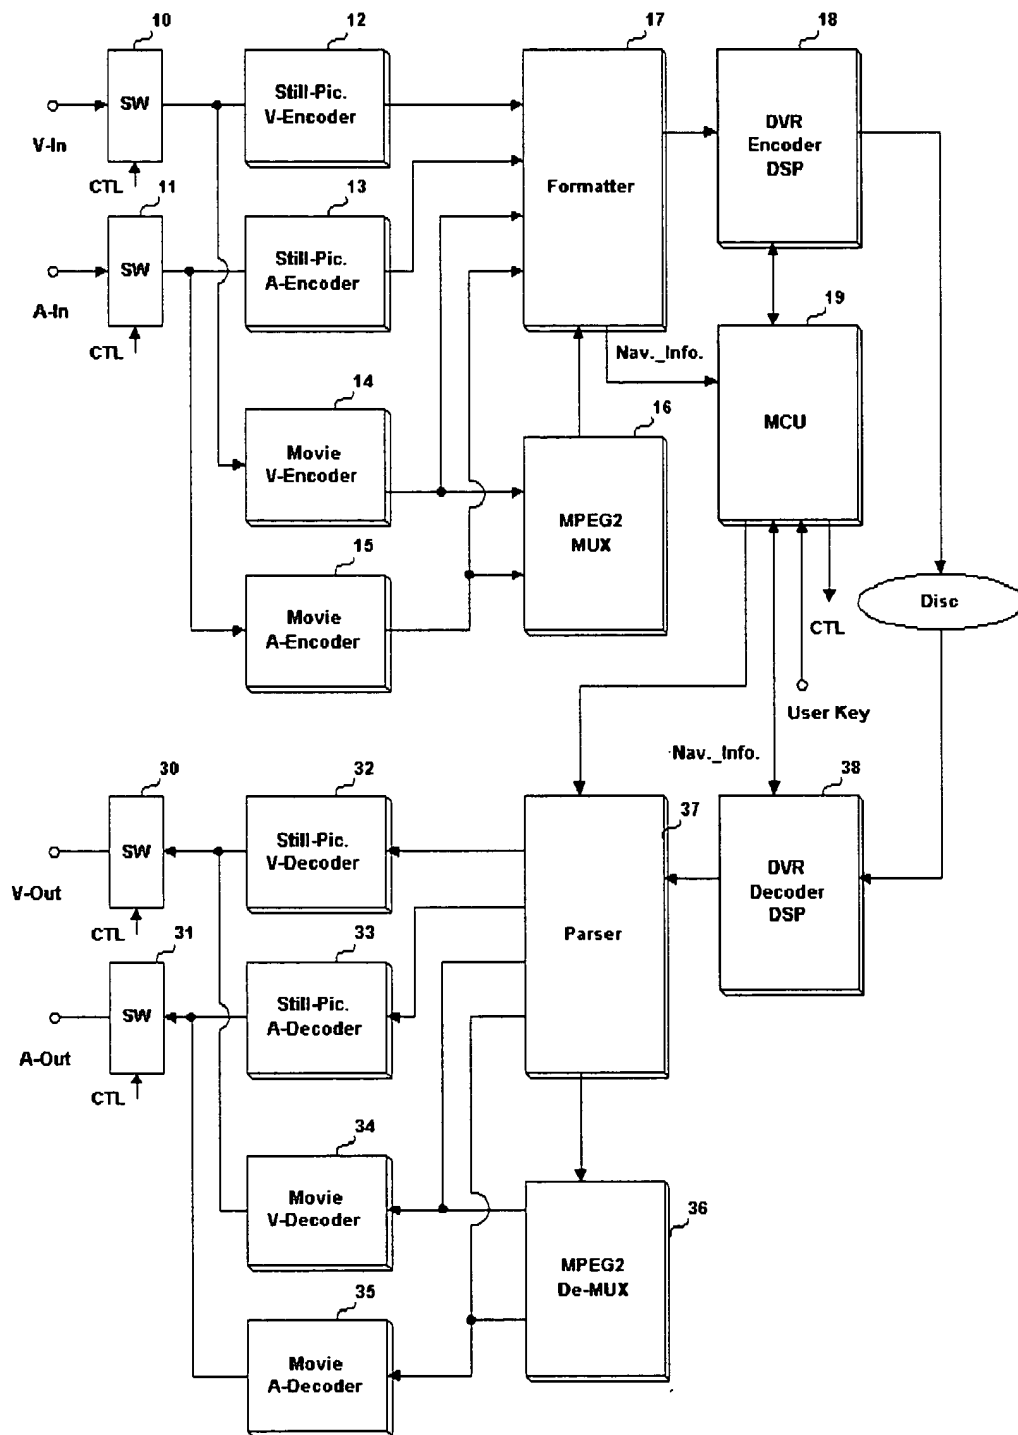 10
12
17
18
SW
Still-Pic.
V-Encoder
DVR
Encoder
DSP
V-In
CTL
11
13
Formatter
SW
Still-Pic.
A-Encoder
A-In
CTL
19
Nav._Info.
14
16
MCU
Movie
V-Encoder
MPEG2
MUX
15
Disc
Movie
A-Encoder
CTL
User Key
Nav._Info.
30
32
37
38
SW
Still-Pic.
V-Decoder
DVR
Decoder
DSP
V-Out
CTL
31
33
Parser
SW
Still-Pic.
A-Decoder
A-Out
CTL
34
Movie
V-Decoder
36
MPEG2
De-MUX
35
Movie
A-Decoder